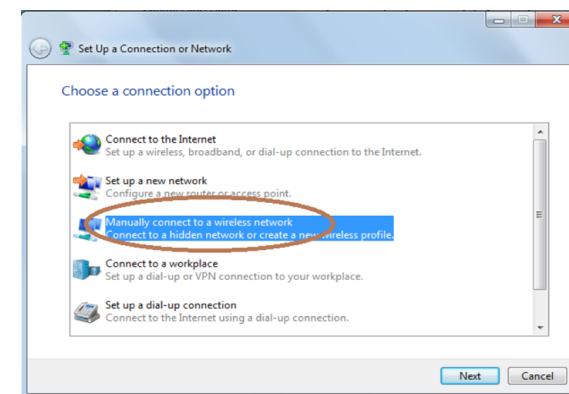 Set Up a Connection or Network
Choose a connection option
Connect to the Internet
Set up a wireless, broadband, or dial-up connection to the Internet.
Set up a new network
Configure a new router or access point.
Manually connect to a wireless network
Connect to a hidden network or create a new wireless profile.
Connect to a workplace
Set up a dial-up or VPN connection to your workplace.
Set up a dial-up connection
Connect to the Internet using a dial-up connection.
Next Cancel